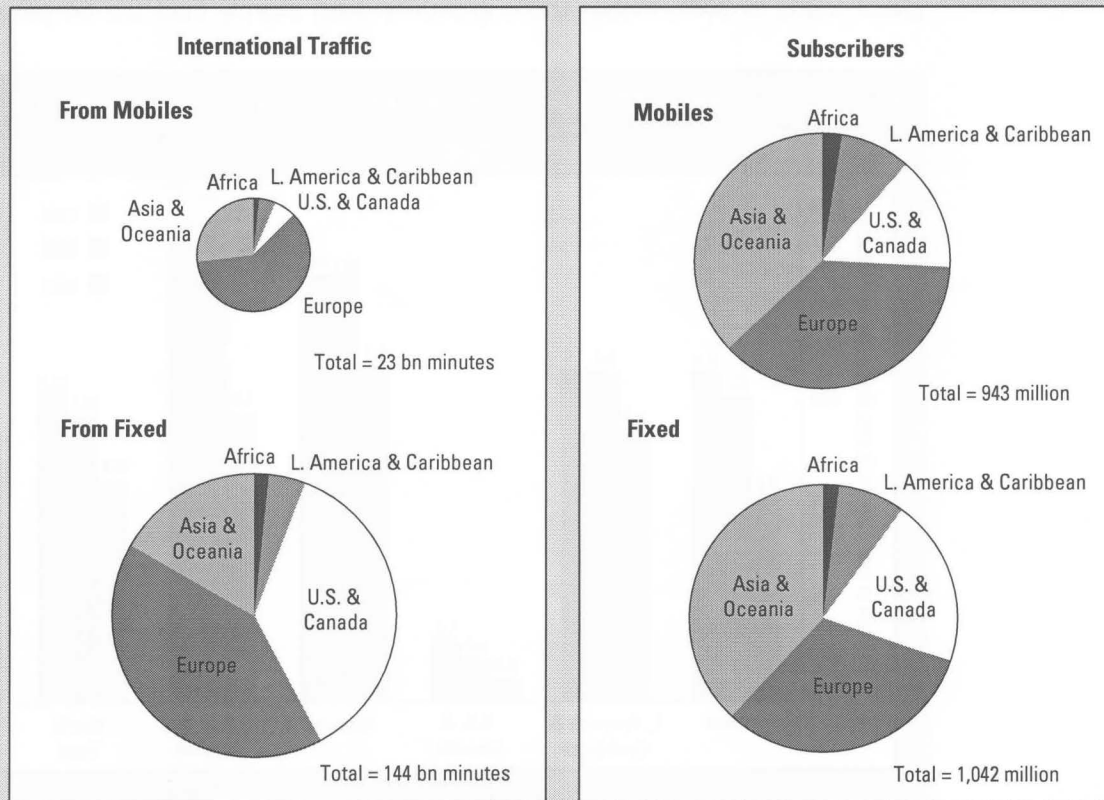 International Traffic
From Mobiles
Africa
L. America & Caribbean
U.S. & Canada
Asia &
Oceania
Europe
Total = 23 bn minutes
From Fixed
Africa
L. America & Caribbean
Asia &
Oceania
U.S. &
Canada
Europe
Total = 144 bn minutes
Subscribers
Mobiles
Africa
L. America & Caribbean
Asia &
Oceania
U.S. &
Canada
Europe
Total = 943 million
Fixed
Africa
L. America & Caribbean
Asia &
Oceania
U.S. &
Canada
Europe
Total = 1,042 million